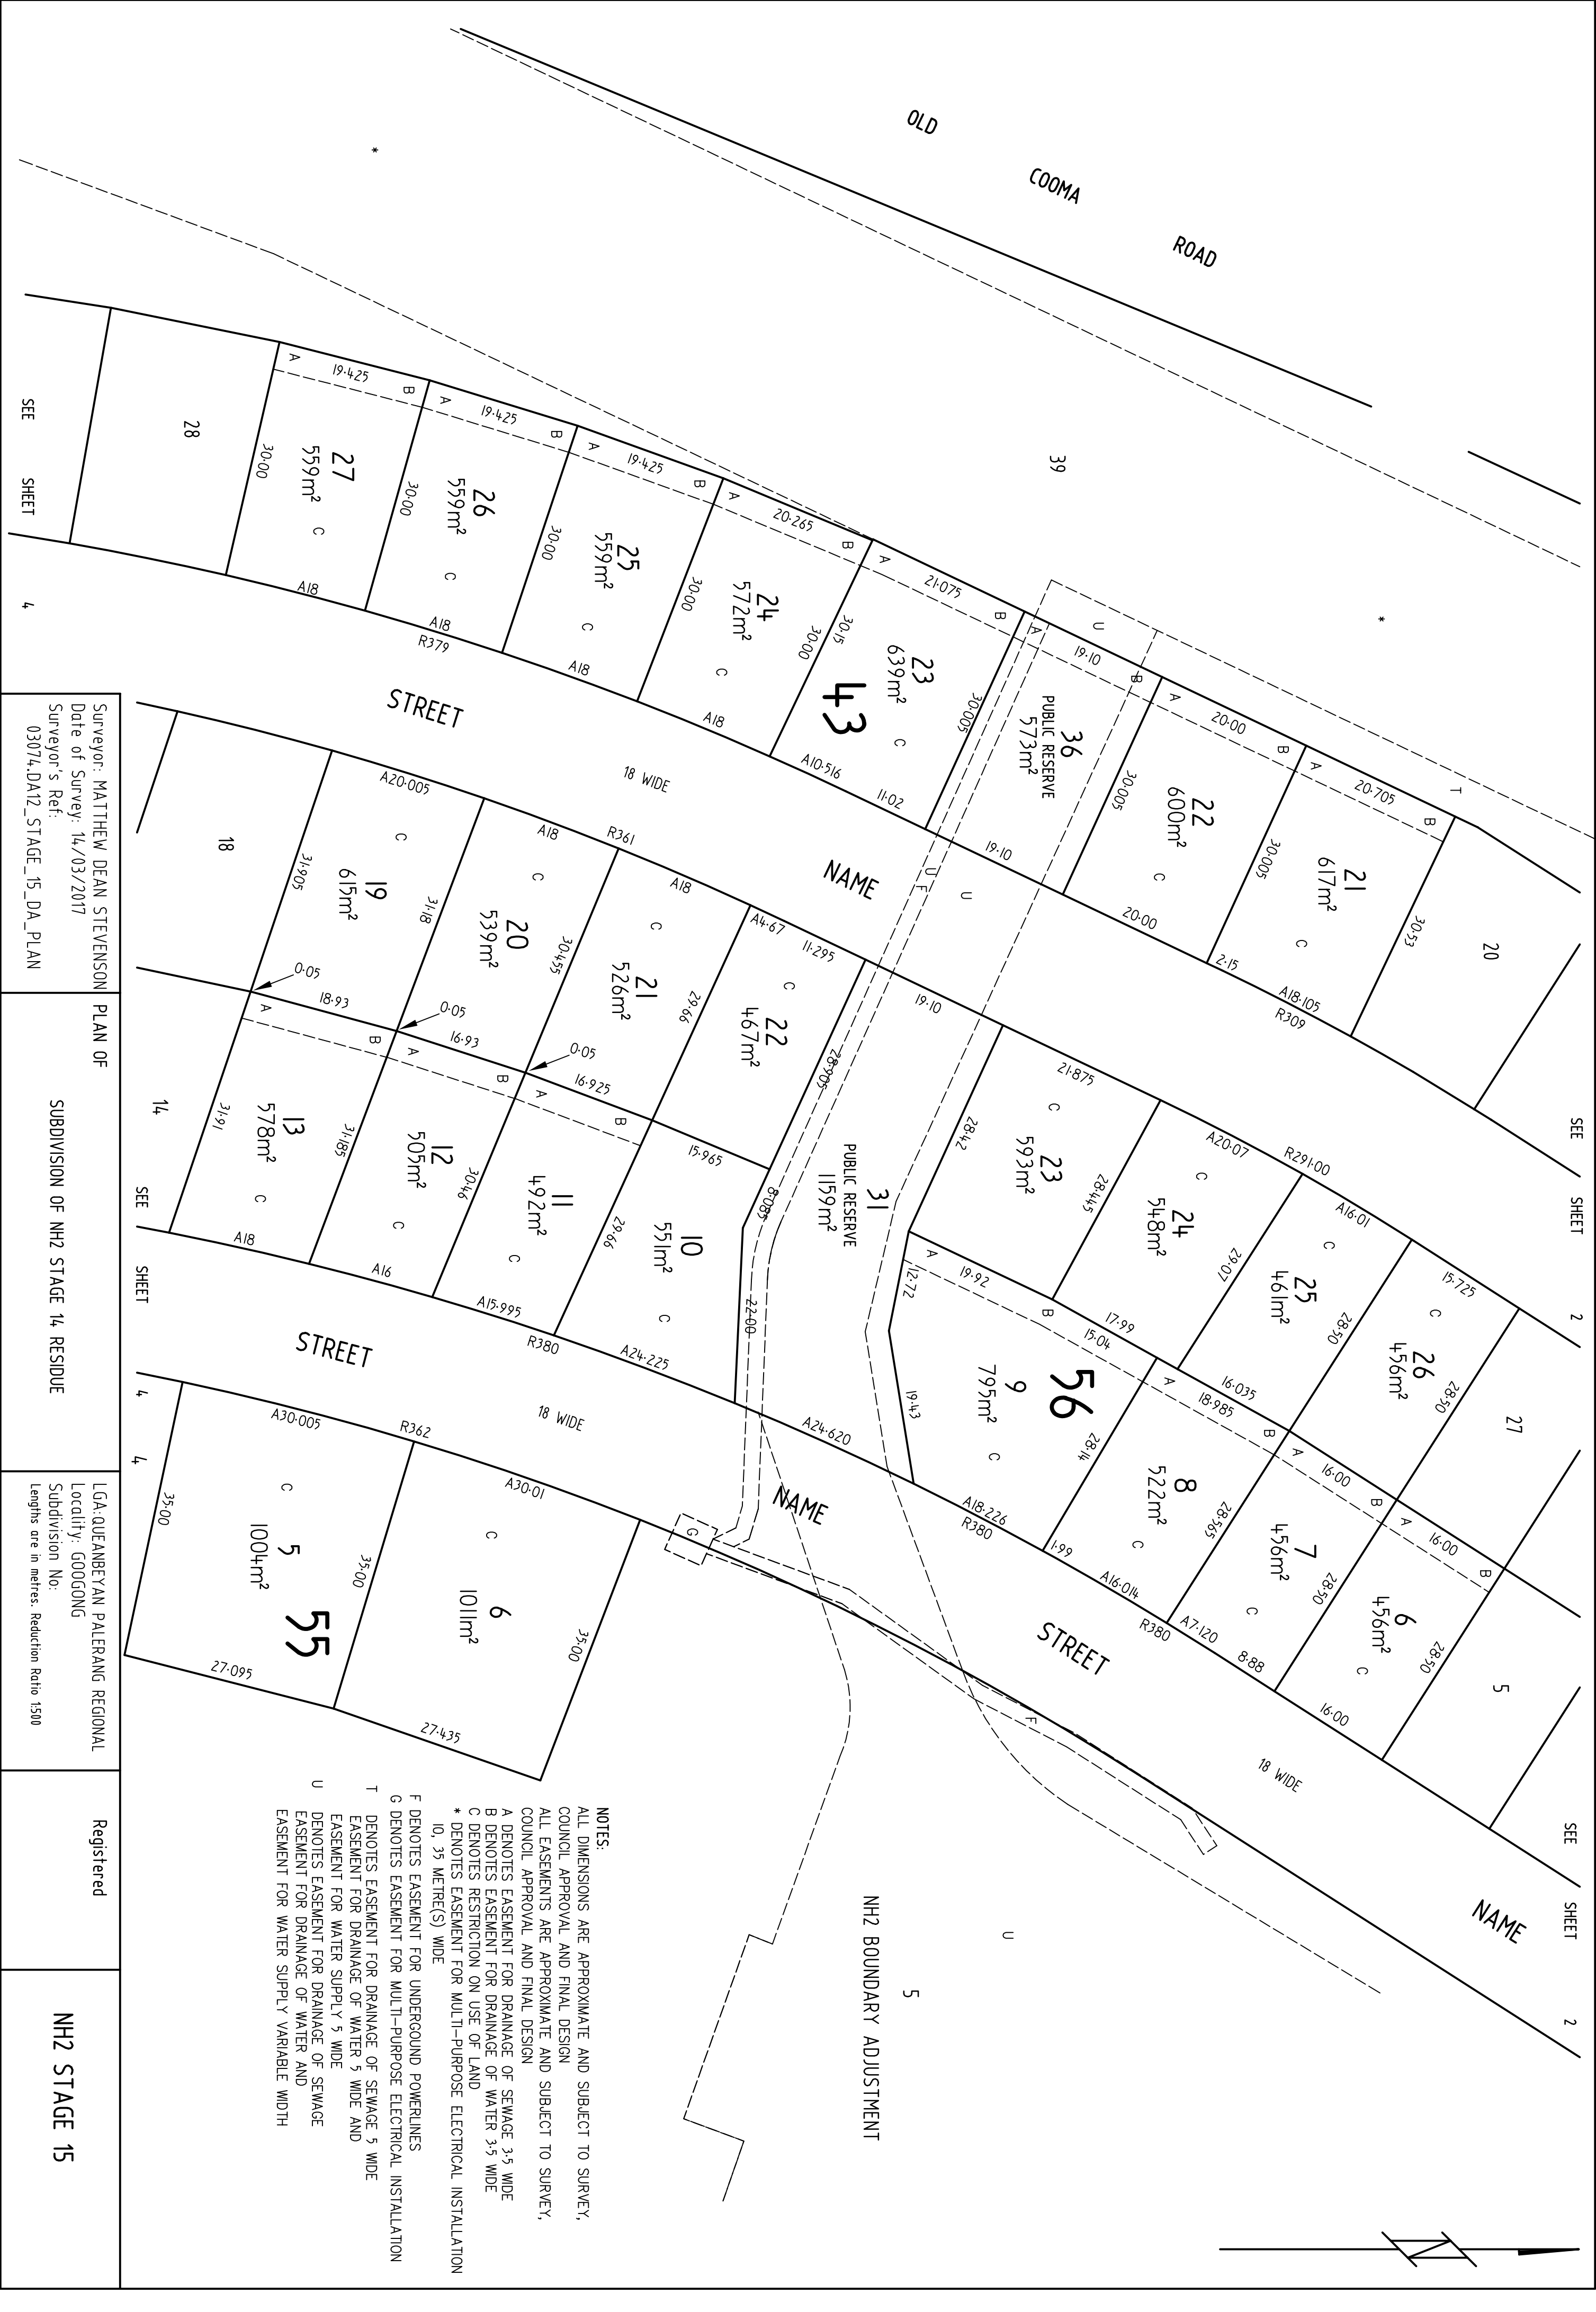 OLD
COOMA
ROAD
39
*
*
SEE
SHEET
4
28
27
559m²
C
A
19·425
B
30·00
A18
26
559m²
C
A
19·425
B
30·00
A18
R379
25
559m²
C
A
19·425
B
30·00
A18
24
572m²
C
A
20·265
B
30·00
30·00
A18
43
23
639m²
C
A
21·075
B
30·15
30·005
A10·516
11·02
36
PUBLIC RESERVE
573m²
A
U
19·10
B
19·10
22
600m²
C
A
20·00
B
30·005
30·005
20·00
21
617m²
C
A
20·705
B
T
30·53
2·15
A18·105
R309
20
SEE
SHEET
2
STREET
18 WIDE
NAME
U
F
U
18
19
615m²
C
A20·005
31·905
31·18
0·05
18·93
20
539m²
C
A18
R361
30·455
0·05
16·93
21
526m²
C
A18
29·66
0·05
16·925
22
467m²
C
A4·67
11·295
28·905
15·965
19·10
31
PUBLIC RESERVE
1159m²
23
593m²
C
21·875
28·42
28·445
19·92
24
548m²
C
A20·07
R291·00
29·07
17·99
25
461m²
C
A16·01
28·50
16·035
26
456m²
C
15·725
28·50
16·00
27
14
13
578m²
C
A
B
31·91
31·185
A18
12
505m²
C
A
B
30·46
A16
11
492m²
C
A
B
29·66
A15·995
R380
10
551m²
C
8·085
22·00
A24·225
A24·620
56
9
795m²
C
A
B
12·72
19·43
15·04
28·14
A18·226
R380
8
522m²
C
A
18·985
B
28·565
1·99
A16·014
R380
7
456m²
C
A
B
28·50
A7·120
8·88
6
456m²
C
A
16·00
B
28·50
16·00
5
SEE
SHEET
4
STREET
18 WIDE
NAME
STREET
18 WIDE
NAME
SEE
SHEET
2
4
55
5
1004m²
C
A30·005
R362
35·00
35·00
27·095
6
1011m²
C
A30·01
35·00
27·435
G
F
U
5
NH2 BOUNDARY ADJUSTMENT
NOTES:
ALL DIMENSIONS ARE APPROXIMATE AND SUBJECT TO SURVEY,
COUNCIL APPROVAL AND FINAL DESIGN
ALL EASEMENTS ARE APPROXIMATE AND SUBJECT TO SURVEY,
COUNCIL APPROVAL AND FINAL DESIGN
A DENOTES EASEMENT FOR DRAINAGE OF SEWAGE 3·5 WIDE
B DENOTES EASEMENT FOR DRAINAGE OF WATER 3·5 WIDE
C DENOTES RESTRICTION ON USE OF LAND
* DENOTES EASEMENT FOR MULTI-PURPOSE ELECTRICAL INSTALLATION
10, 35 METRE(S) WIDE
F DENOTES EASEMENT FOR UNDERGOUND POWERLINES
G DENOTES EASEMENT FOR MULTI-PURPOSE ELECTRICAL INSTALLATION
T DENOTES EASEMENT FOR DRAINAGE OF SEWAGE 5 WIDE
EASEMENT FOR DRAINAGE OF WATER 5 WIDE AND
EASEMENT FOR WATER SUPPLY 5 WIDE
U DENOTES EASEMENT FOR DRAINAGE OF SEWAGE
EASEMENT FOR DRAINAGE OF WATER AND
EASEMENT FOR WATER SUPPLY VARIABLE WIDTH
Surveyor: MATTHEW DEAN STEVENSON
Date of Survey: 14/03/2017
Surveyor's Ref:
03074.DA12_STAGE_15_DA_PLAN
PLAN OF
SUBDIVISION OF NH2 STAGE 14 RESIDUE
LGA:QUEANBEYAN PALERANG REGIONAL
Locality: GOOGONG
Subdivision No:
Lengths are in metres. Reduction Ratio 1:500
Registered
NH2 STAGE 15